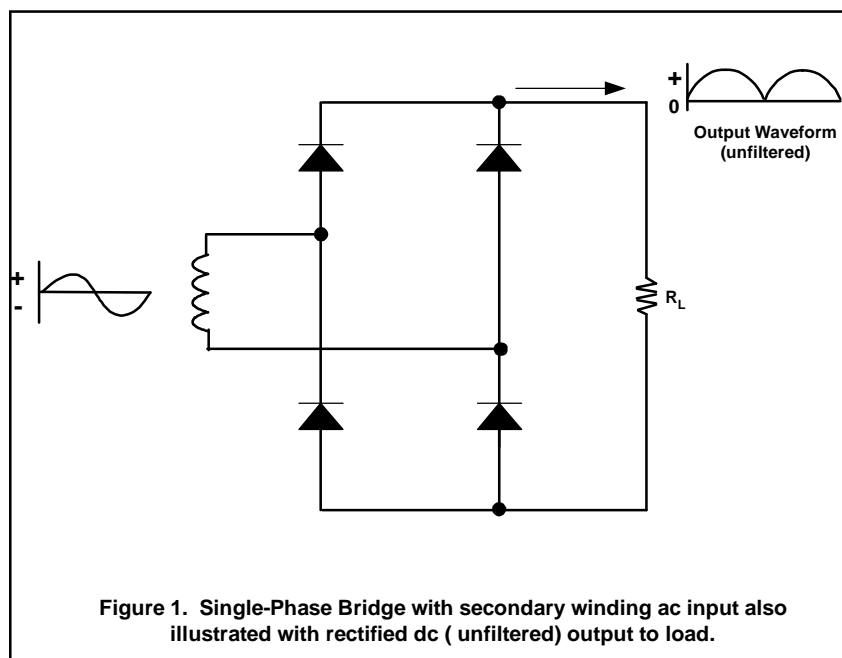 +
0
Output Waveform
(unfiltered)
+
-
RL
Figure 1. Single-Phase Bridge with secondary winding ac input also
illustrated with rectified dc ( unfiltered) output to load.